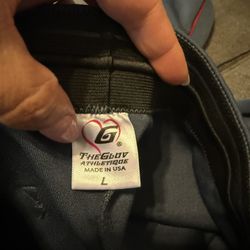 G
®
THEGLOV
ATHLETIQUE
MADE IN USA
L